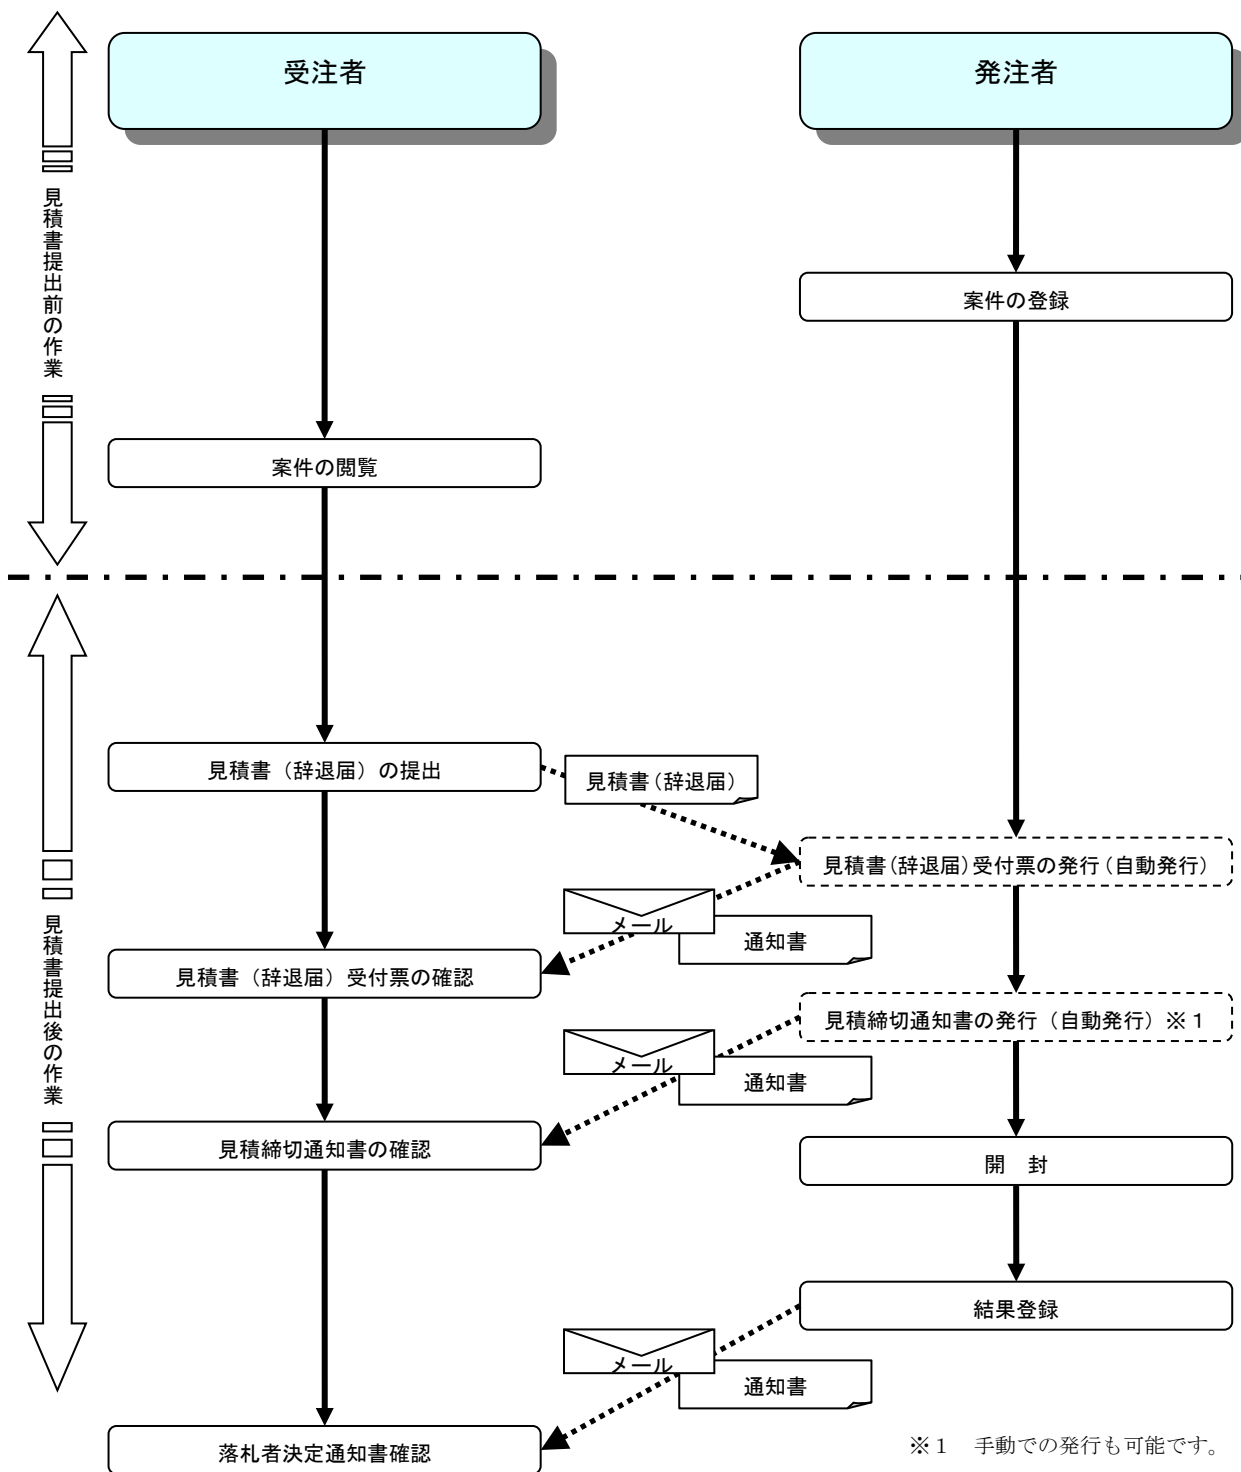 受注者
発注者
見積書提出前の作業
案件の登録
案件の閲覧
見積書提出後の作業
見積書（辞退届）の提出
見積書（辞退届）
見積書（辞退届）受付票の発行（自動発行）
メール
通知書
見積書（辞退届）受付票の確認
見積締切通知書の発行（自動発行）※１
メール
通知書
見積締切通知書の確認
開　封
結果登録
メール
通知書
落札者決定通知書確認
※１　手動での発行も可能です。